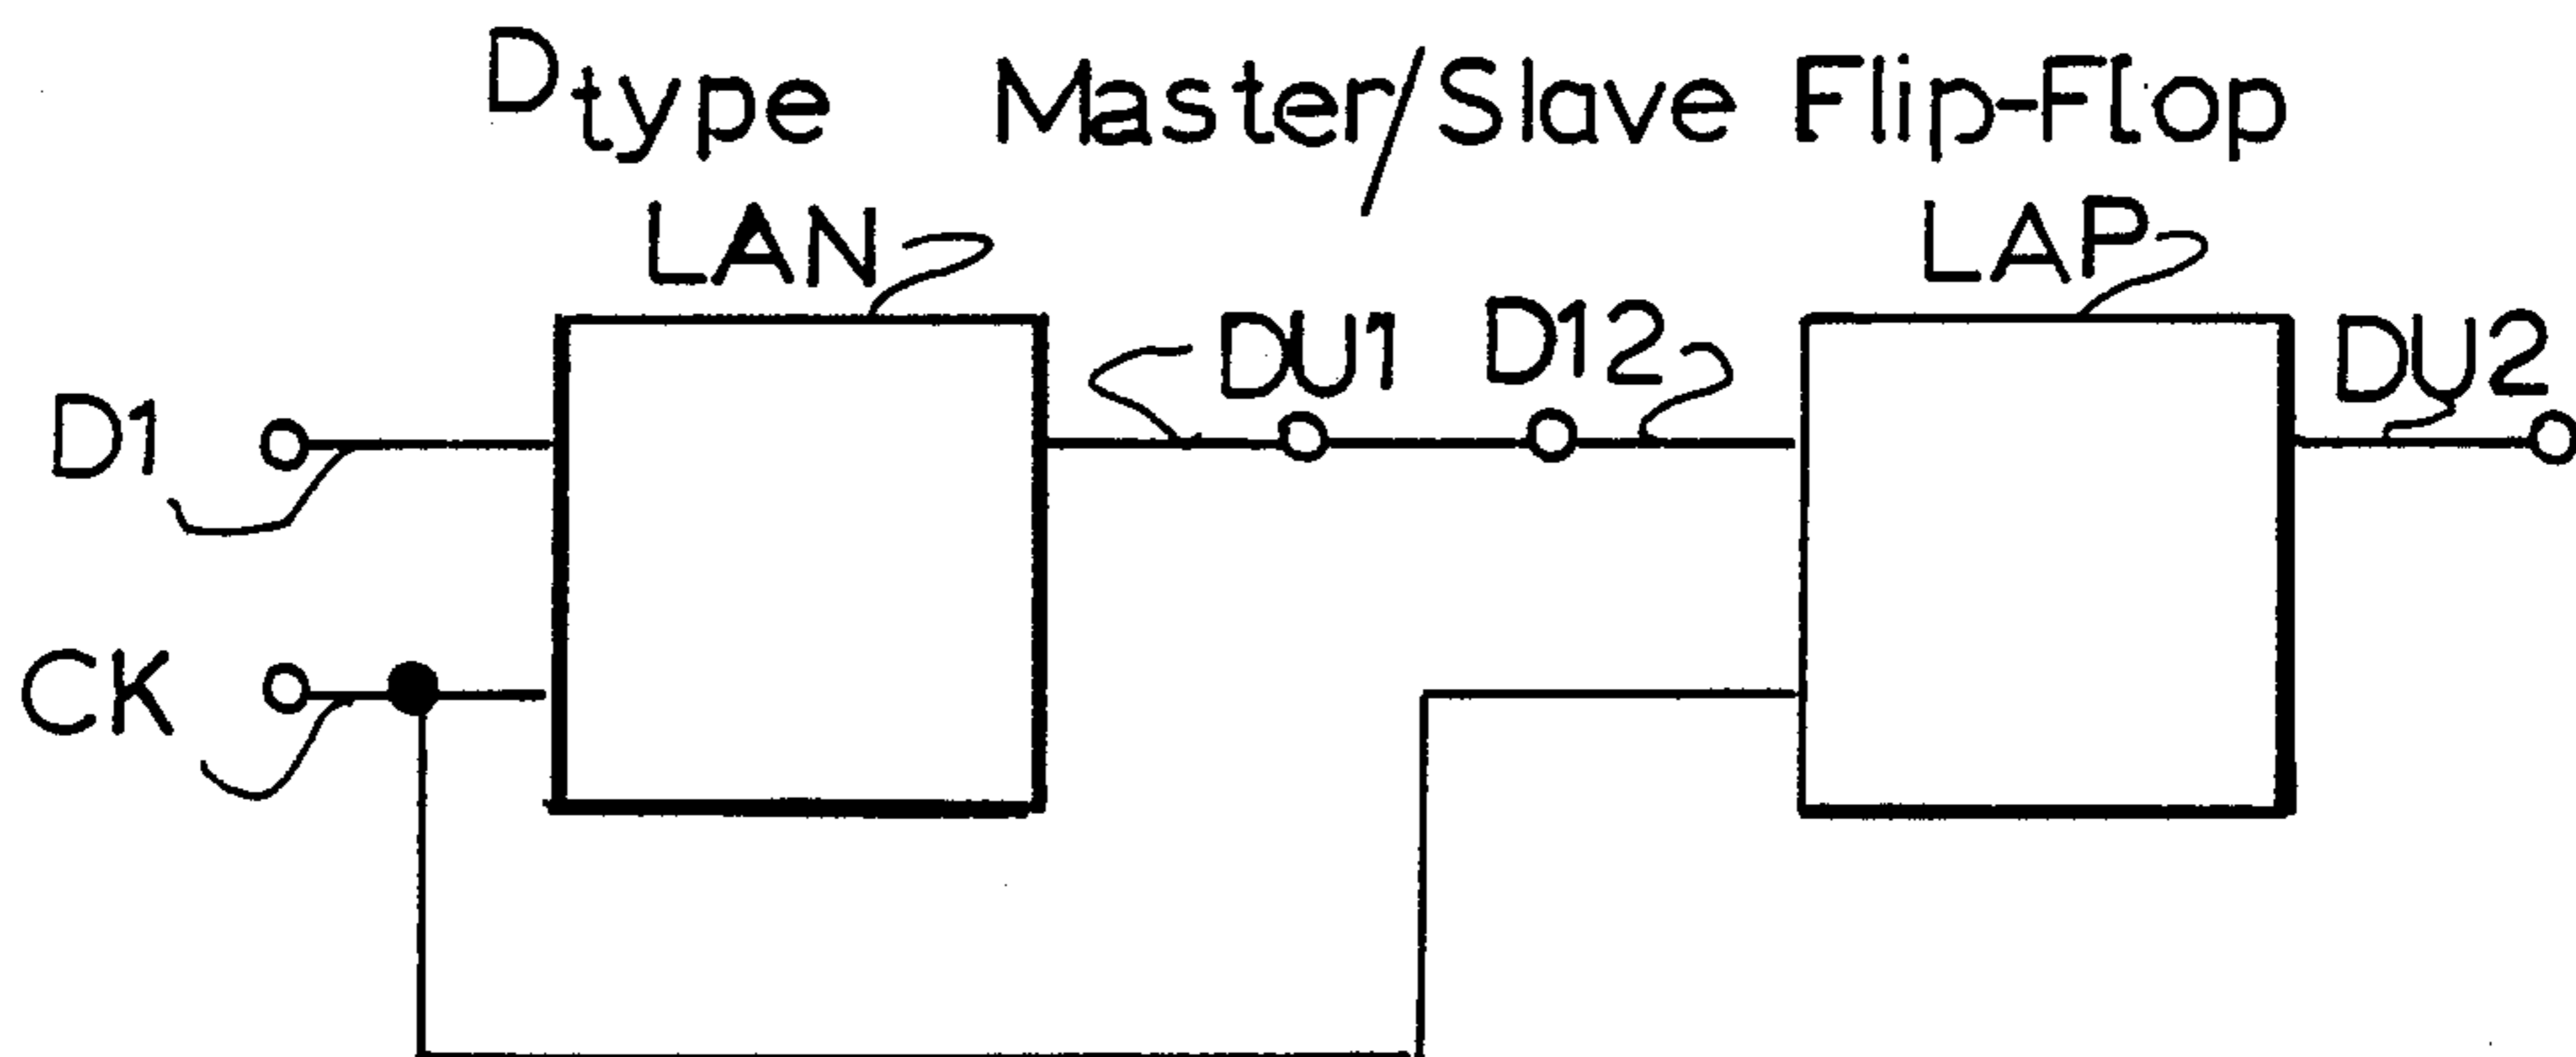 Dtype Master/Slave Flip-Flop
LAN
LAP
DU1
D12
DU2
D1
CK